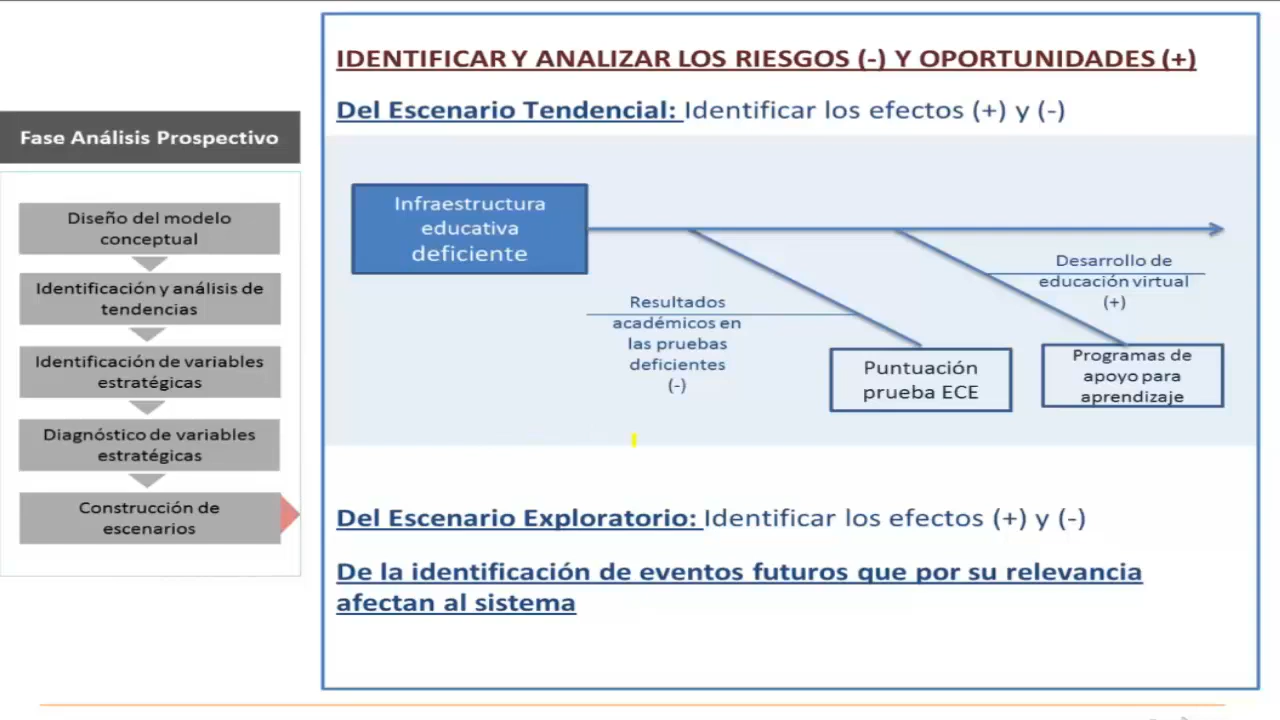 IDENTIFICAR Y ANALIZAR LOS RIESGOS (-) Y OPORTUNIDADES (+)
Del Escenario Tendencial: Identificar los efectos (+) y (-)
Fase Análisis Prospectivo
Diseño del modelo
conceptual
Identificación y análisis de
tendencias
Identificación de variables
estratégicas
Diagnóstico de variables
estratégicas
Construcción de
escenarios
Infraestructura
educativa
deficiente
Resultados
académicos en
las pruebas
deficientes
(-)
Puntuación
prueba ECE
Desarrollo de
educación virtual
(+)
Programas de
apoyo para
aprendizaje
Del Escenario Exploratorio: Identificar los efectos (+) y (-)
De la identificación de eventos futuros que por su relevancia
afectan al sistema